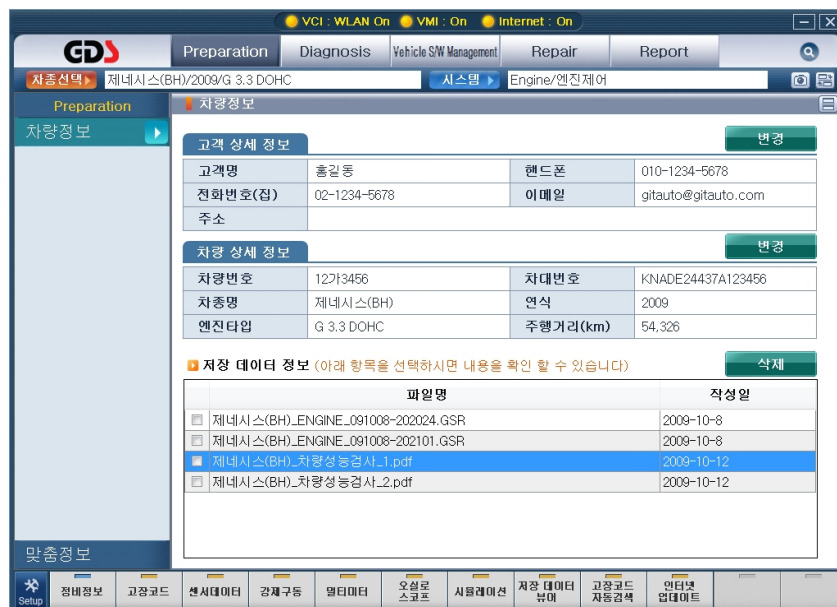 VCI : WLAN On VMI : On Internet : On
GDS Preparation Diagnosis Vehicle S/W Management Repair Report
차종선택 제네시스(BH)/2009/G 3.3 DOHC 시스템 Engine/엔진제어
Preparation 차량정보
차량정보
고객 상세 정보 변경
고객명 홍길동 핸드폰 010-1234-5678
전화번호(집) 02-1234-5678 이메일 gitauto@gitauto.com
주소
차량 상세 정보 변경
차량번호 12가3456 차대번호 KNADE24437A123456
차종명 제네시스(BH) 연식 2009
엔진타입 G 3.3 DOHC 주행거리(km) 54,326
저장 데이터 정보 (아래 항목을 선택하시면 내용을 확인 할 수 있습니다) 삭제
파일명 작성일
제네시스(BH)_ENGINE_091008-202024.GSR 2009-10-8
제네시스(BH)_ENGINE_091008-202101.GSR 2009-10-8
제네시스(BH)_차량성능검사_1.pdf 2009-10-12
제네시스(BH)_차량성능검사_2.pdf 2009-10-12
맞춤정보
Setup 정비정보 고장코드 센서데이터 강제구동 멀티미터 오실로스코프 시뮬레이션 저장 데이터 뷰어 고장코드 자동검색 인터넷 업데이트